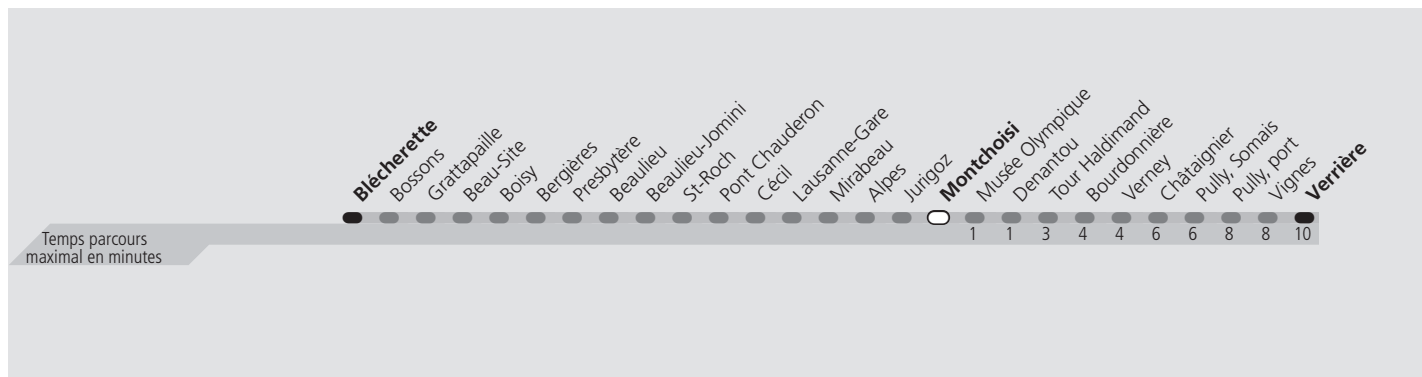 Blécherette
Bossons
Grattapaille
Beau-Site
Boisy
Bergières
Presbytère
Beaulieu
Beaulieu-Jomini
St-Roch
Pont Chauderon
Cécil
Lausanne-Gare
Mirabeau
Alpes
Jurigoz
Montchoisi
Musée Olympique
Denantou
Tour Haldimand
Bourdonnière
Verney
Châtaignier
Pully, Somais
Pully, port
Vignes
Verrière
1 1 3 4 4 6 6 8 8 10
Temps parcours
maximal en minutes